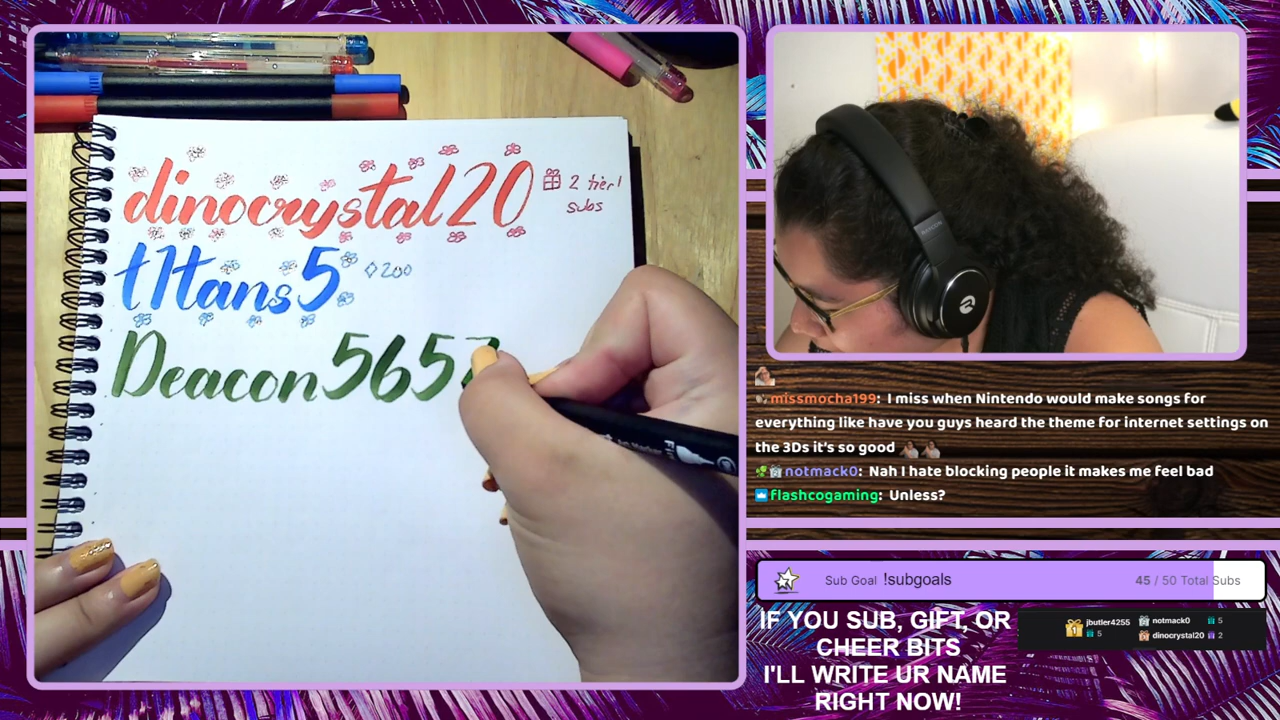 dinocrystal20
2 tier1
subs
t1tans5
200
Deacon5657
missmocha199: I miss when Nintendo would make songs for
everything like have you guys heard the theme for internet settings on
the 3Ds it's so good
notmack0: Nah I hate blocking people it makes me feel bad
flashcogaming: Unless?
Sub Goal !subgoals
45 / 50 Total Subs
IF YOU SUB, GIFT, OR
CHEER BITS
I'LL WRITE UR NAME
RIGHT NOW!
1
jbutler4255
5
notmack0 5
dinocrystal20 2